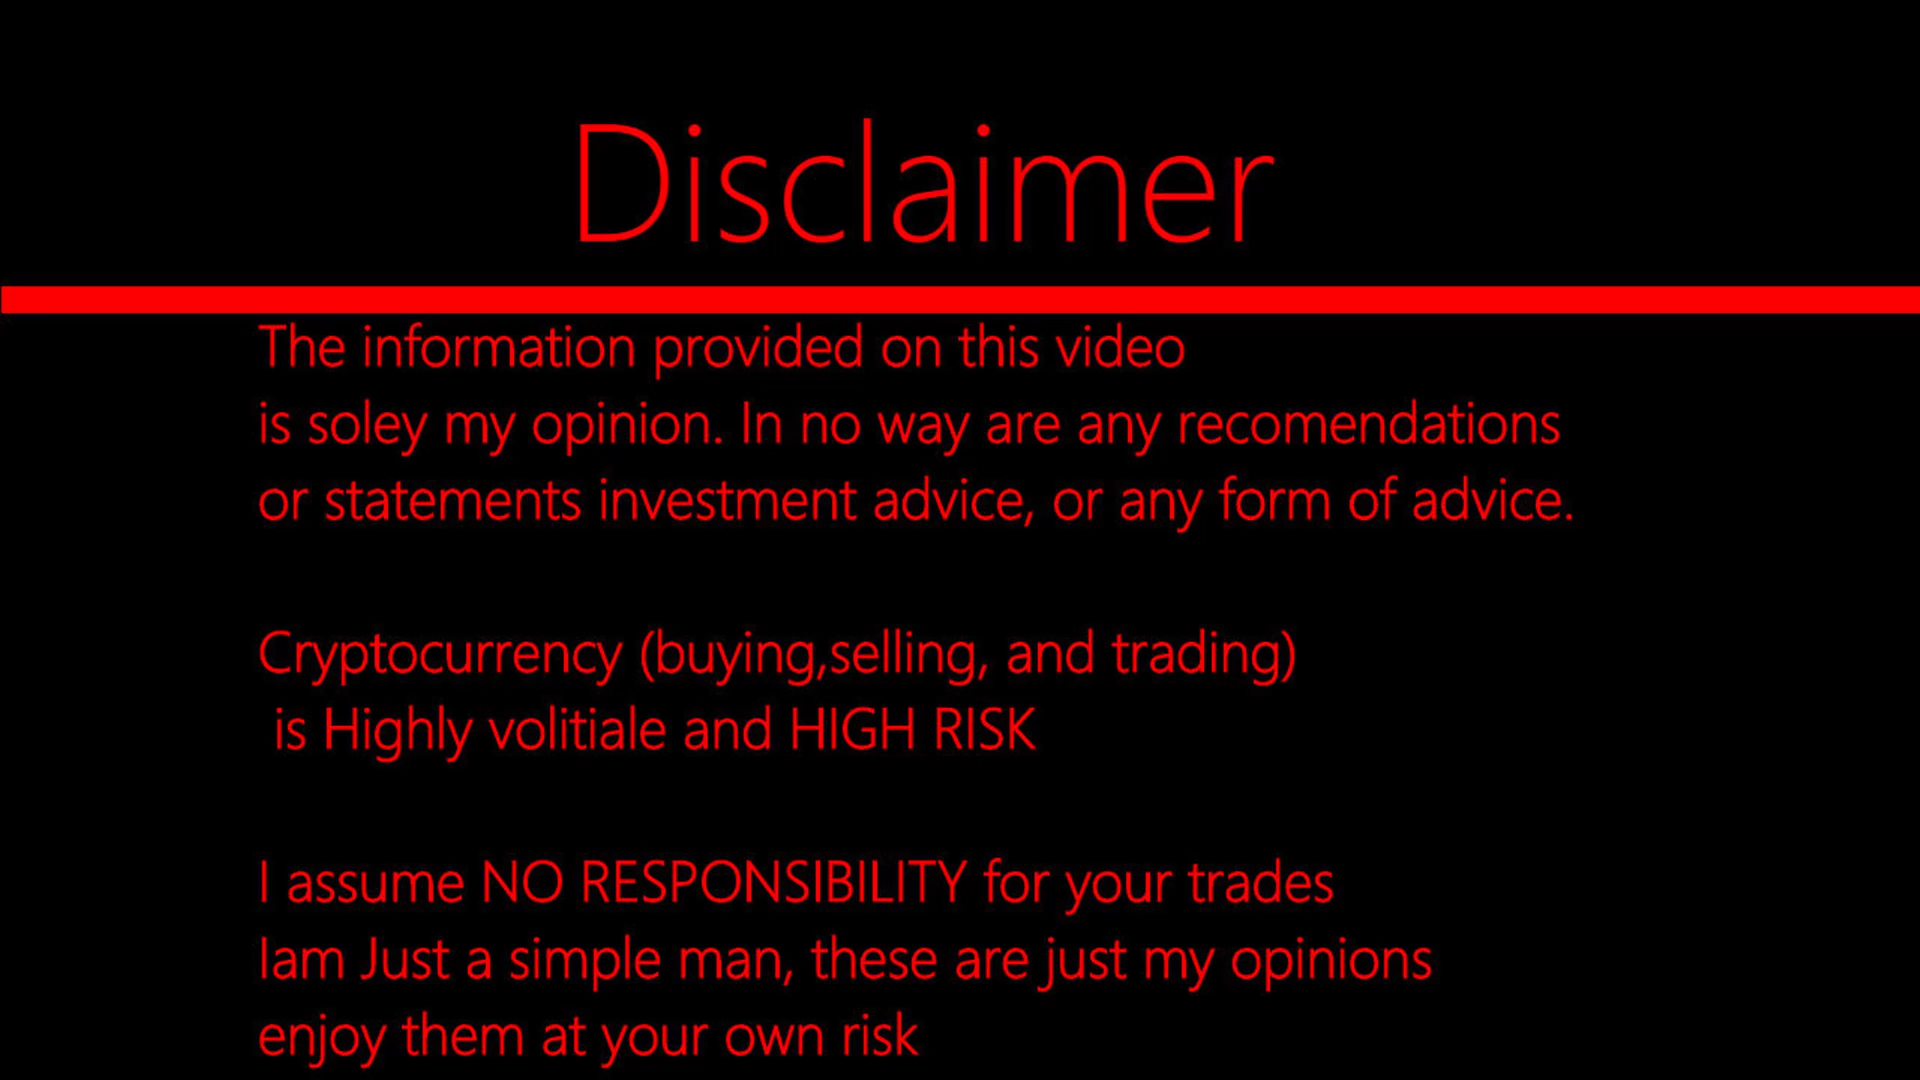 Disclaimer
The information provided on this video
is soley my opinion. In no way are any recomendations
or statements investment advice, or any form of advice.
Cryptocurrency (buying,selling, and trading)
is Highly volitiale and HIGH RISK
I assume NO RESPONSIBILITY for your trades
Iam Just a simple man, these are just my opinions
enjoy them at your own risk